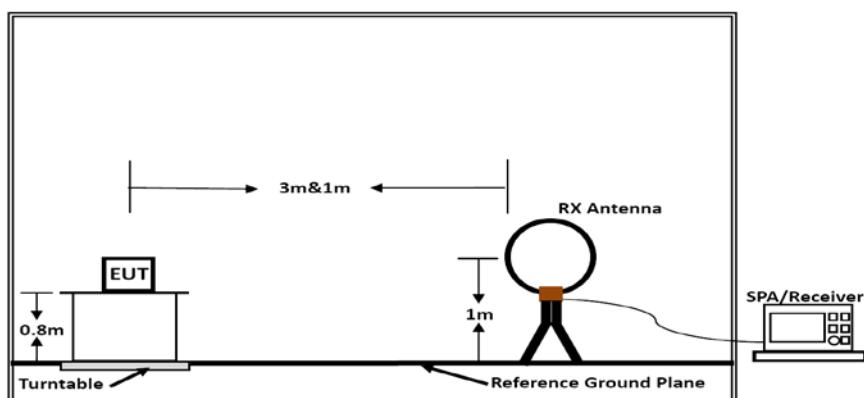 3m&1m
RX Antenna
EUT
SPA/Receiver
0.8m
1m
Turntable
Reference Ground Plane